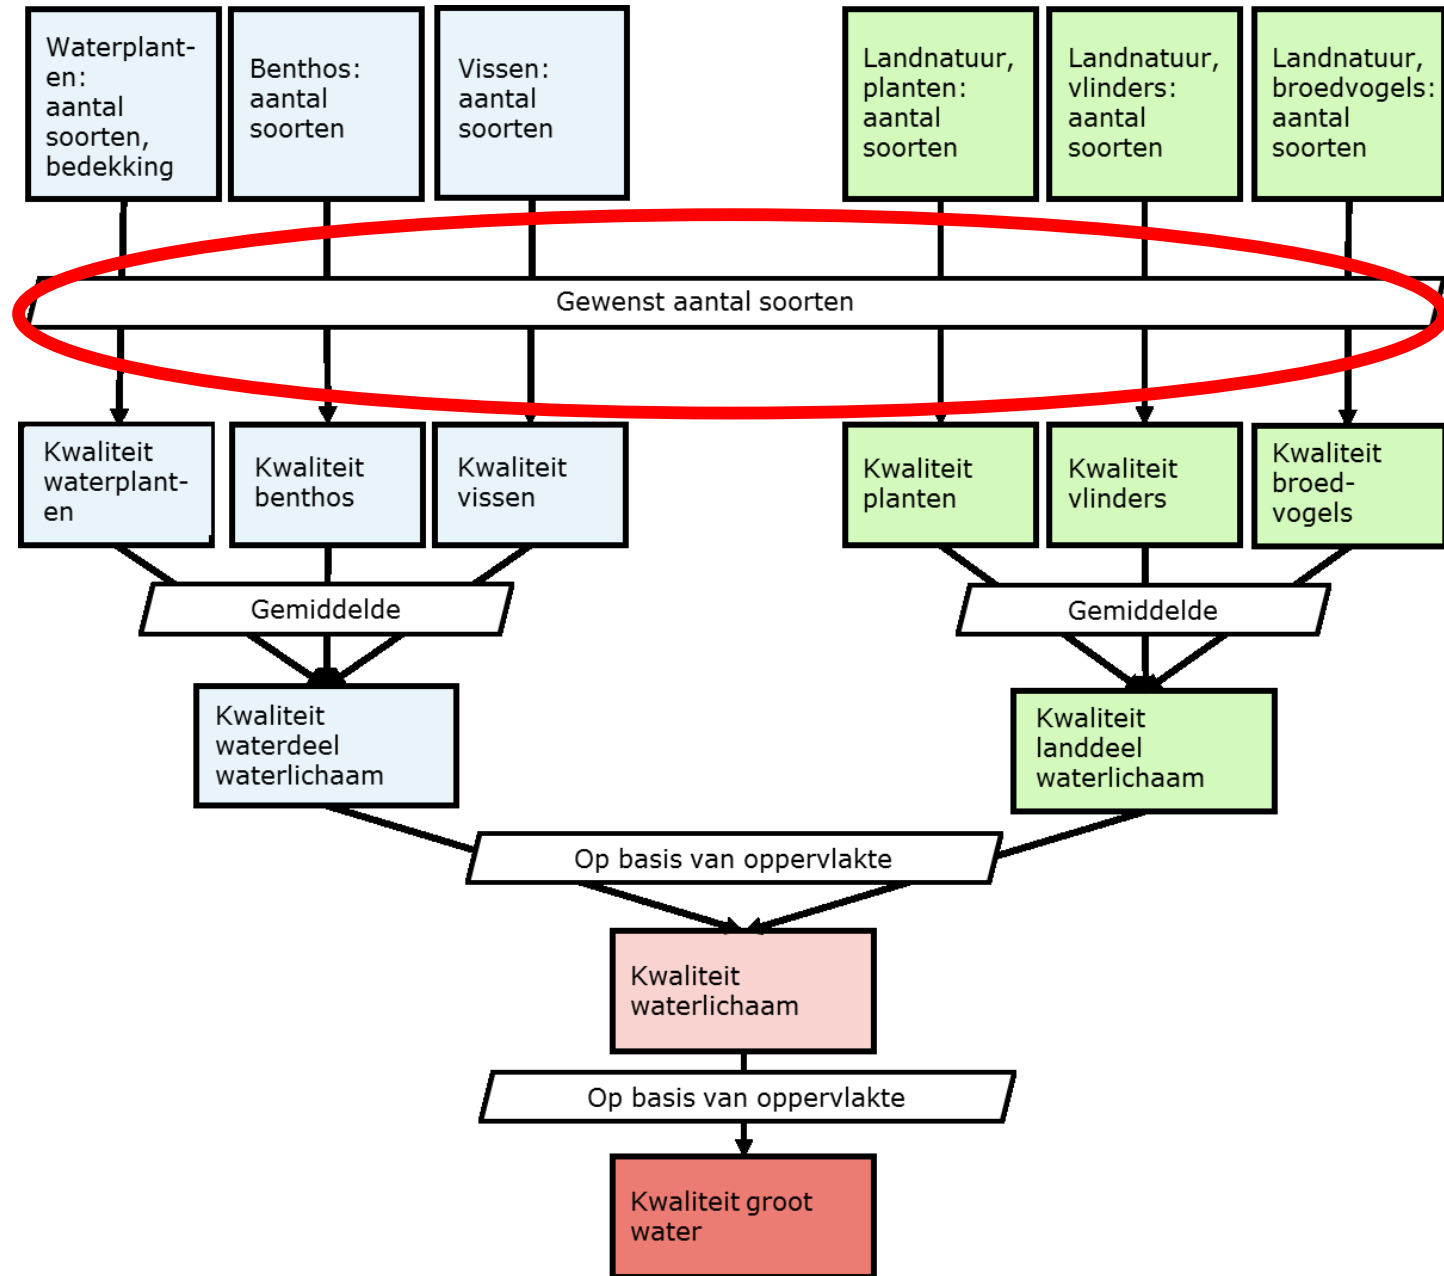 Waterplant-
en:
aantal
soorten,
bedekking
Benthos:
aantal
soorten
Vissen:
aantal
soorten
Landnatuur,
planten:
aantal
soorten
Landnatuur,
vlinders:
aantal
soorten
Landnatuur,
broedvogels:
aantal
soorten
Gewenst aantal soorten
Kwaliteit
waterplant-
en
Kwaliteit
benthos
Kwaliteit
vissen
Kwaliteit
planten
Kwaliteit
vlinders
Kwaliteit
broed-
vogels
Gemiddelde
Gemiddelde
Kwaliteit
waterdeel
waterlichaam
Kwaliteit
landdeel
waterlichaam
Op basis van oppervlakte
Kwaliteit
waterlichaam
Op basis van oppervlakte
Kwaliteit groot
water